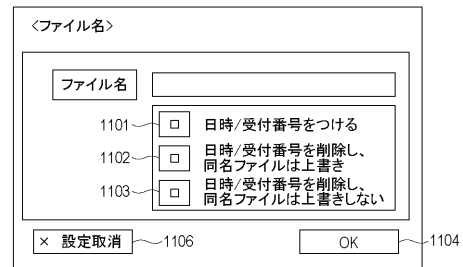 <ファイル名>
ファイル名
1101 日時/受付番号をつける
1102 日時/受付番号を削除し、
同名ファイルは上書き
1103 日時/受付番号を削除し、
同名ファイルは上書きしない
× 設定取消 1106 OK 1104